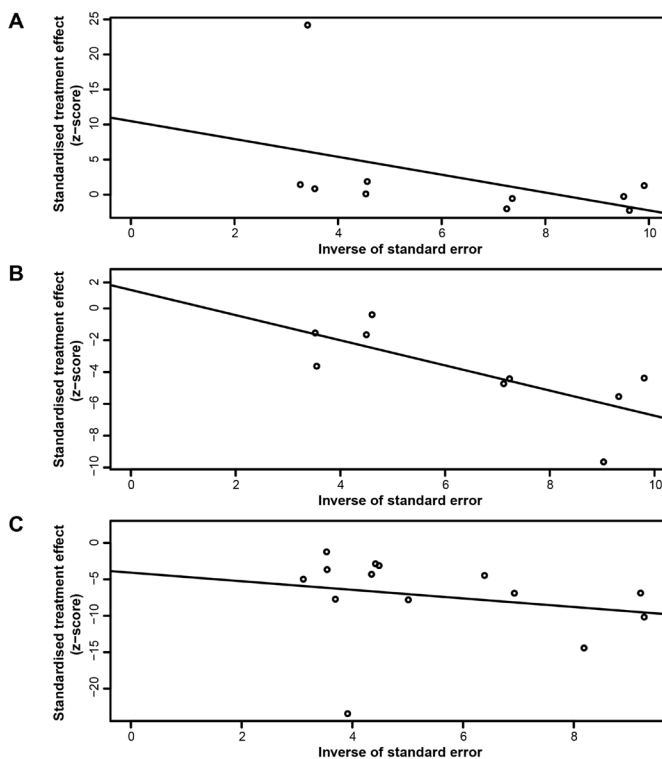 A
Standardised treatment effect
(z−score)
25
20
15
10
5
0
0 2 4 6 8 10
Inverse of standard error
B
Standardised treatment effect
(z−score)
2
0
−2
−4
−6
−8
−10
0 2 4 6 8 10
Inverse of standard error
C
Standardised treatment effect
(z−score)
0
−5
−10
−15
−20
0 2 4 6 8
Inverse of standard error